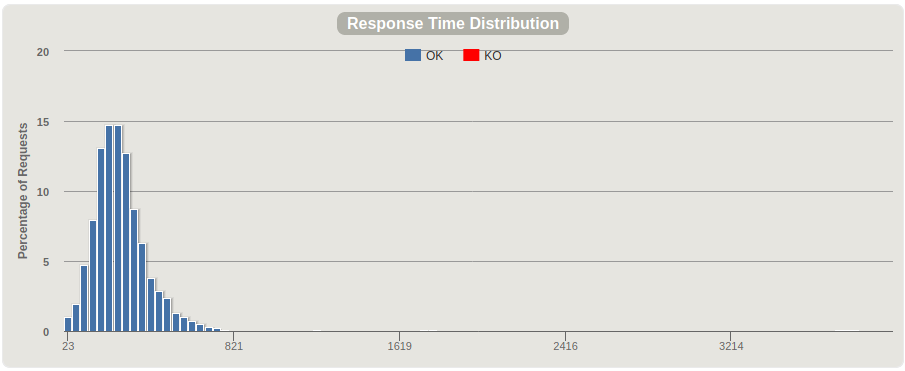 Response Time Distribution
OK KO
Percentage of Requests
20
15
10
5
0
23 821 1619 2416 3214